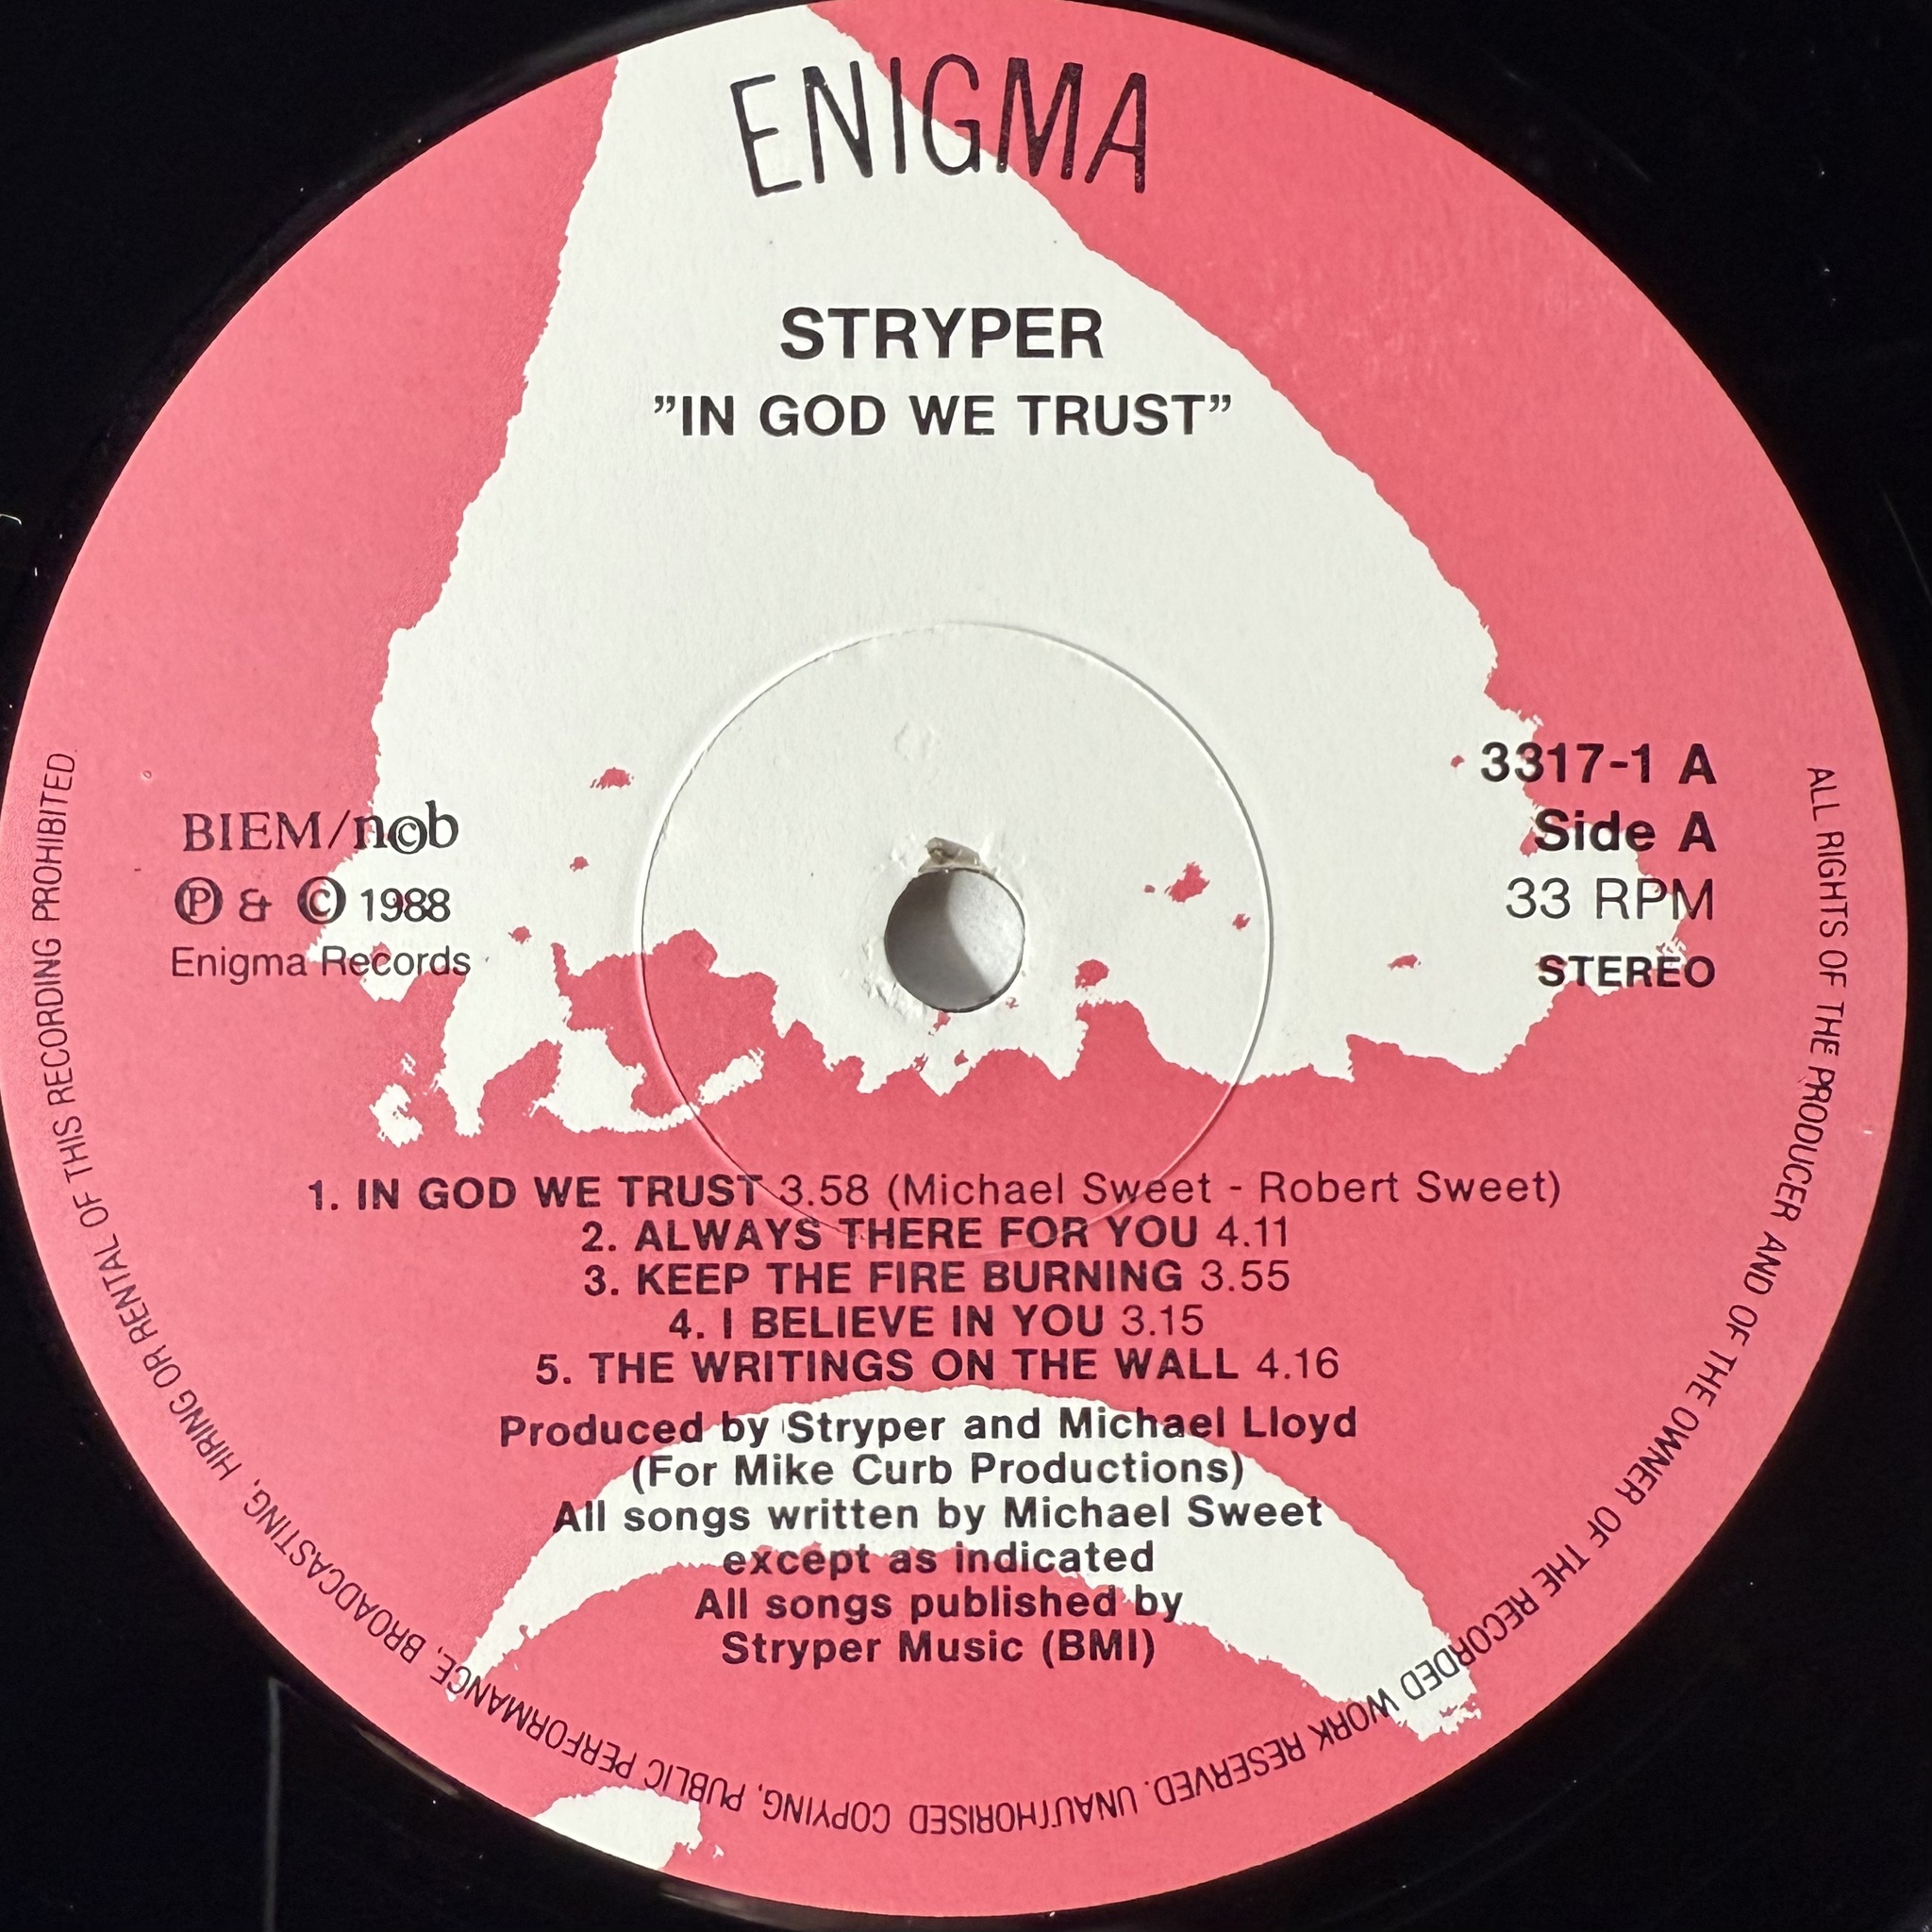 ENIGMA
STRYPER
”IN GOD WE TRUST”
BIEM/n©b
Ⓟ & © 1988
Enigma Records
3317-1 A
Side A
33 RPM
STEREO
1. IN GOD WE TRUST 3.58 (Michael Sweet - Robert Sweet)
2. ALWAYS THERE FOR YOU 4.11
3. KEEP THE FIRE BURNING 3.55
4. I BELIEVE IN YOU 3.15
5. THE WRITINGS ON THE WALL 4.16
Produced by Stryper and Michael Lloyd
(For Mike Curb Productions)
All songs written by Michael Sweet
except as indicated
All songs published by
Stryper Music (BMI)
ALL RIGHTS OF THE PRODUCER AND OF THE OWNER OF THE RECORDED WORK RESERVED. UNAUTHORISED COPYING, PUBLIC PERFORMANCE, BROADCASTING, HIRING OR RENTAL OF THIS RECORDING PROHIBITED.